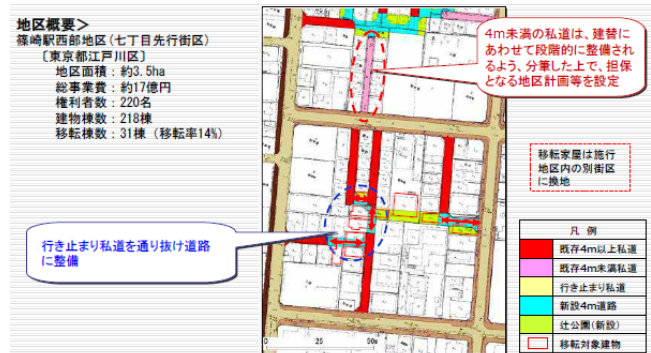 地区概要＞
篠崎駅西部地区(七丁目先行街区)
〔東京都江戸川区〕
地区面積：約3.5ha
総事業費：約17億円
権利者数：220名
建物棟数：218棟
移転棟数：31棟（移転率14%）
4m未満の私道は、建替に
あわせて段階的に整備され
るよう、分筆した上で、担保
となる地区計画等を設定
移転家屋は施行
地区内の別街区
に換地
行き止まり私道を通り抜け道路
に整備
凡 例
既存4m以上私道
既存4m未満私道
行き止まり私道
新設4m道路
辻公園(新設)
移転対象建物
0 25 50m